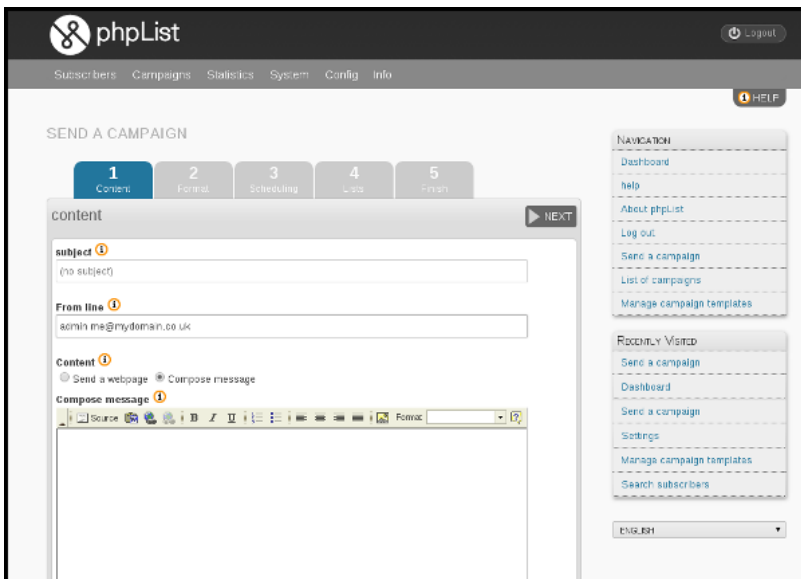 phpList
Logout
Subscribers Campaigns Statistics System Config Info
HELP
SEND A CAMPAIGN
1 2 3 4 5
Content Format Scheduling Lists Finish
content
NEXT
subject
(no subject)
From line
admin me@mydomain.co.uk
Content
Send a webpage Compose message
Compose message
Source B I U Format
NAVIGATION
Dashboard
help
About phpList
Log out
Send a campaign
List of campaigns
Manage campaign templates
RECENTLY VISITED
Send a campaign
Dashboard
Send a campaign
Settings
Manage campaign templates
Search subscribers
ENGLISH